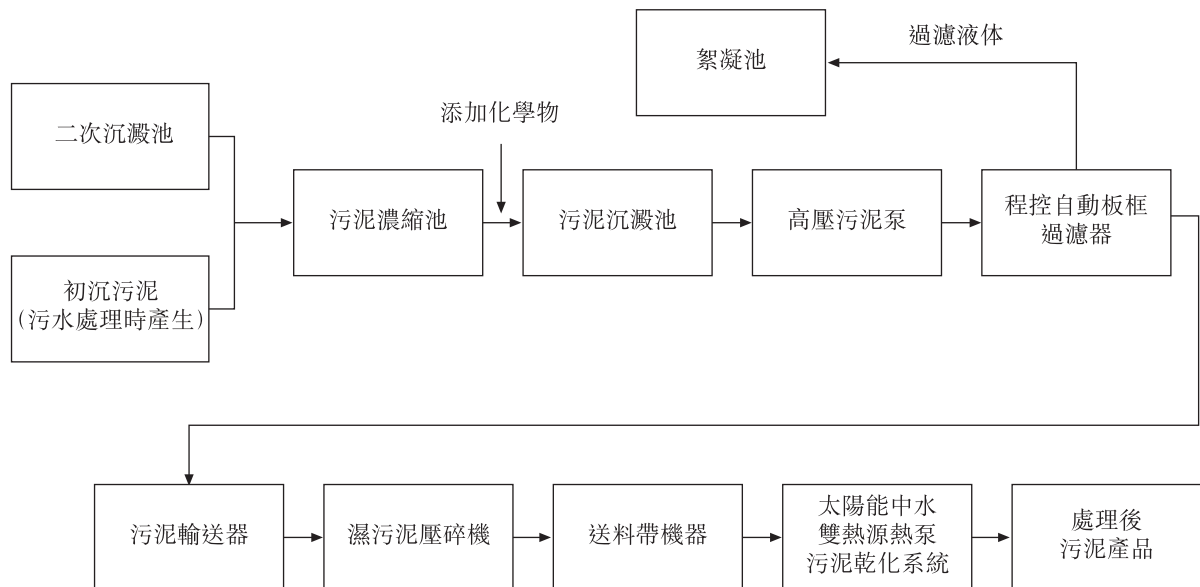 過濾液体
絮凝池
添加化學物
二次沉澱池
污泥濃縮池
污泥沉澱池
高壓污泥泵
程控自動板框
過濾器
初沉污泥
(污水處理時產生)
污泥輸送器
濕污泥壓碎機
送料帶機器
太陽能中水
雙熱源熱泵
污泥乾化系統
處理後
污泥產品